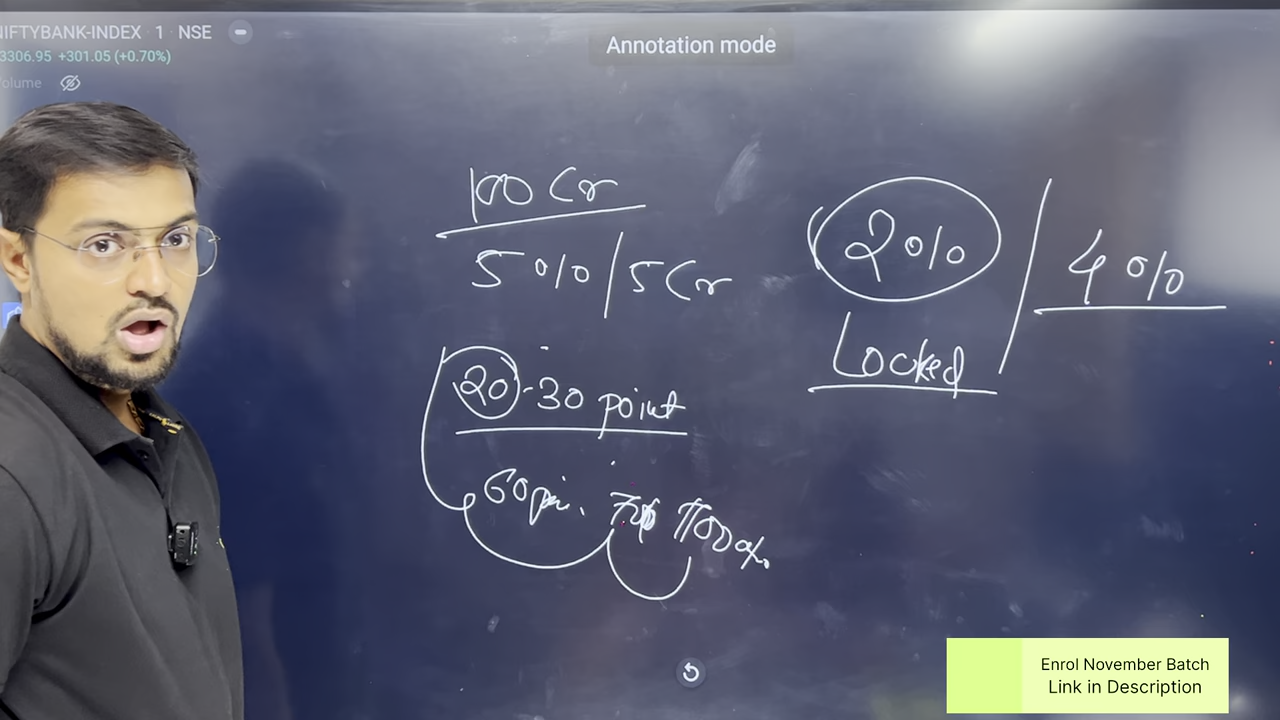 NIFTYBANK-INDEX · 1 · NSE
3306.95 +301.05 (+0.70%)
olume
Annotation mode
100 Cr
5% / 5 Cr
2% / 4%
Locked
20-30 point
60
Enrol November Batch
Link in Description